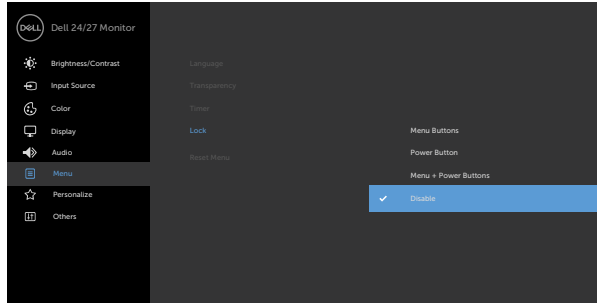 DELL
Dell 24/27 Monitor
Brightness/Contrast
Input Source
Color
Display
Audio
Menu
Personalize
Others
Language
Transparency
Timer
Lock
Reset Menu
Menu Buttons
Power Button
Menu + Power Buttons
Disable